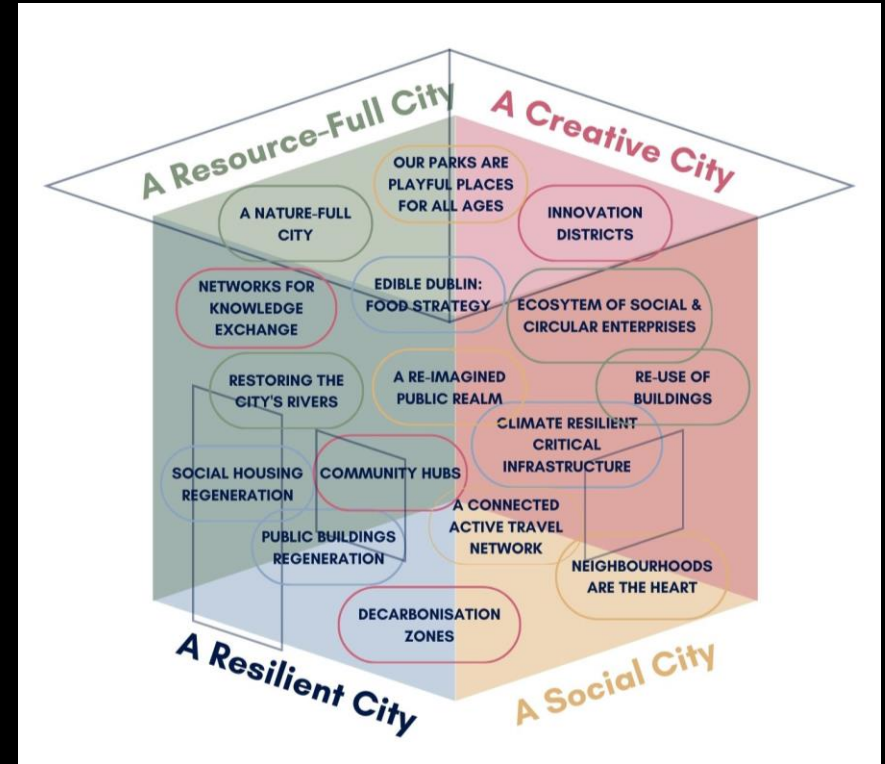 A Resource-Full City
A Creative City
OUR PARKS ARE
PLAYFUL PLACES
FOR ALL AGES
A NATURE-FULL
CITY
INNOVATION
DISTRICTS
NETWORKS FOR
KNOWLEDGE
EXCHANGE
EDIBLE DUBLIN:
FOOD STRATEGY
ECOSYTEM OF SOCIAL &
CIRCULAR ENTERPRISES
RESTORING THE
CITY'S RIVERS
A RE-IMAGINED
PUBLIC REALM
RE-USE OF
BUILDINGS
CLIMATE RESILIENT
CRITICAL
INFRASTRUCTURE
SOCIAL HOUSING
REGENERATION
COMMUNITY HUBS
A CONNECTED
ACTIVE TRAVEL
NETWORK
PUBLIC BUILDINGS
REGENERATION
NEIGHBOURHOODS
ARE THE HEART
DECARBONISATION
ZONES
A Resilient City
A Social City